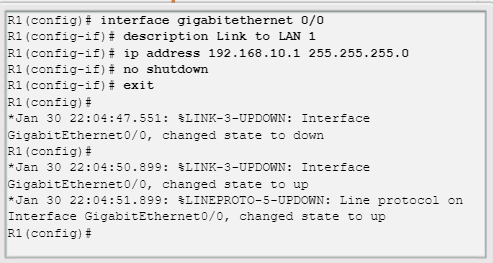 R1(config)# interface gigabitethernet 0/0
R1(config-if)# description Link to LAN 1
R1(config-if)# ip address 192.168.10.1 255.255.255.0
R1(config-if)# no shutdown
R1(config-if)# exit
R1(config)#
*Jan 30 22:04:47.551: %LINK-3-UPDOWN: Interface
GigabitEthernet0/0, changed state to down
R1(config)#
*Jan 30 22:04:50.899: %LINK-3-UPDOWN: Interface
GigabitEthernet0/0, changed state to up
*Jan 30 22:04:51.899: %LINEPROTO-5-UPDOWN: Line protocol on
Interface GigabitEthernet0/0, changed state to up
R1(config)#